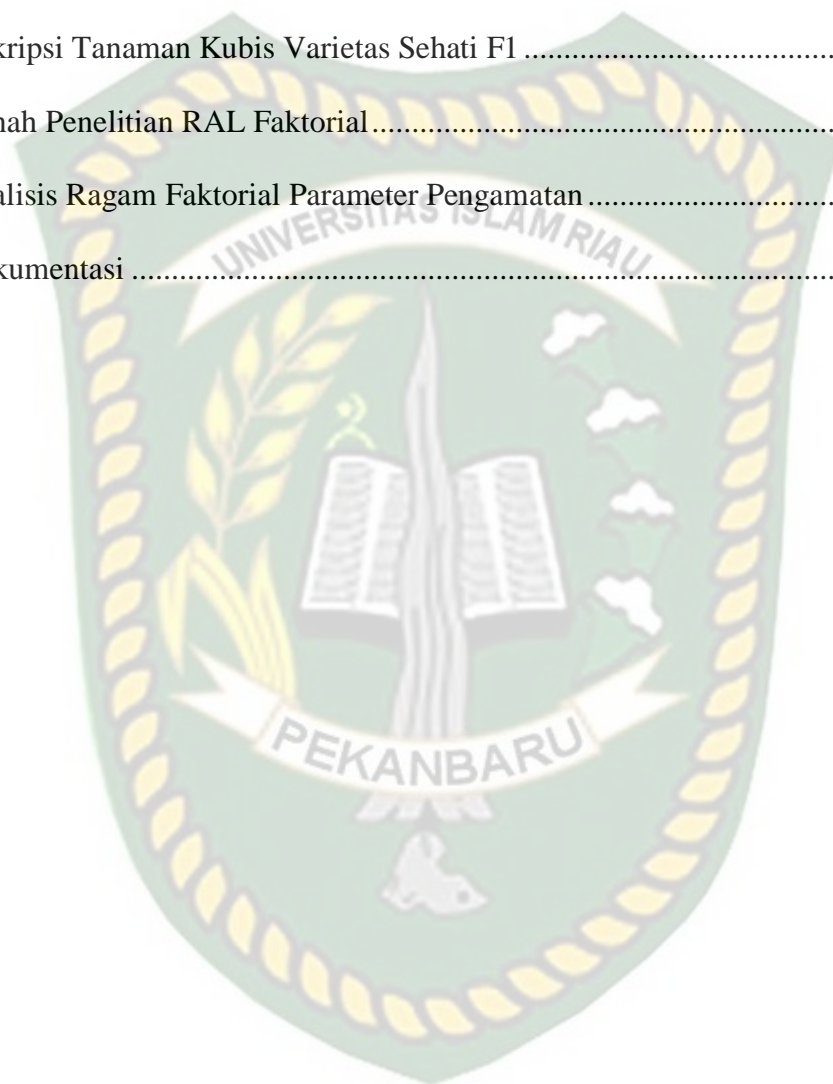 kripsi Tanaman Kubis Varietas Sehati F1 .......................................
nah Penelitian RAL Faktorial.......................................................
alisis Ragam Faktorial Parameter Pengamatan ...............................
kumentasi ........................................................................................
UNIVERSITAS ISLAM RIAU
PEKANBARU